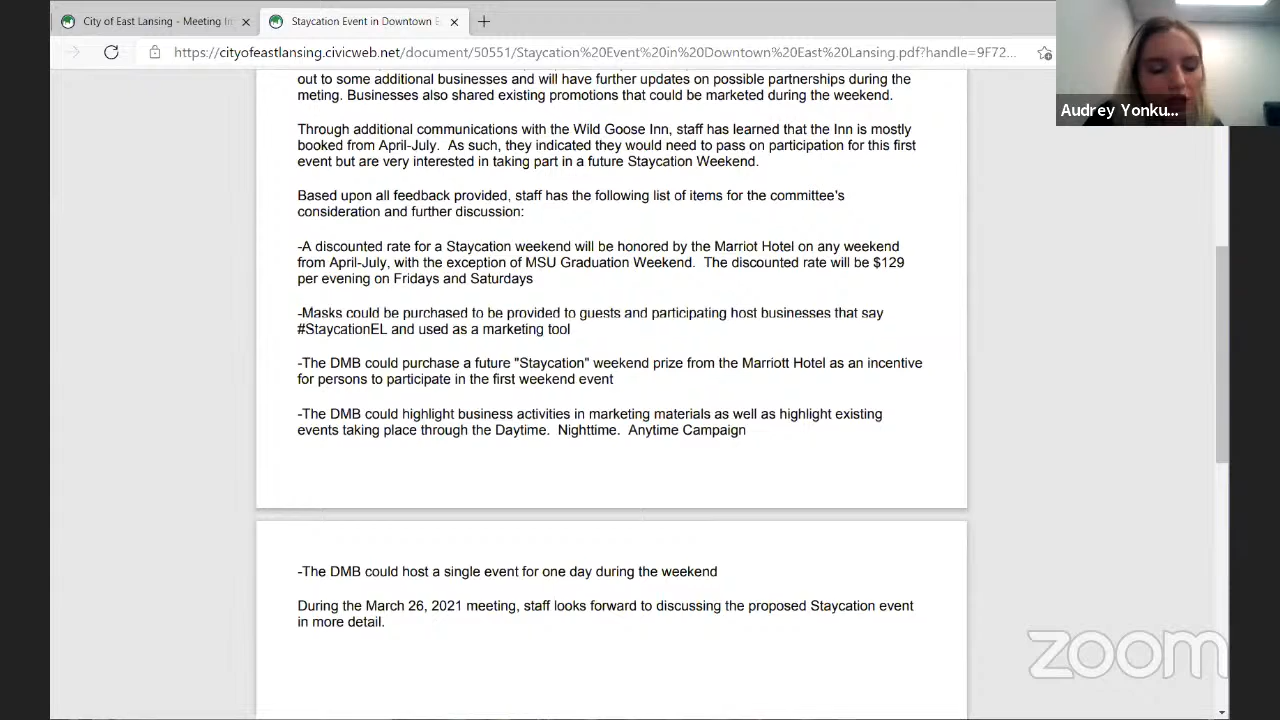 City of East Lansing - Meeting In
Staycation Event in Downtown E
https://cityofeastlansing.civicweb.net/document/50551/Staycation%20Event%20in%20Downtown%20East%20Lansing.pdf?handle=9F72...
Audrey Yonku...
out to some additional businesses and will have further updates on possible partnerships during the
meting. Businesses also shared existing promotions that could be marketed during the weekend.
Through additional communications with the Wild Goose Inn, staff has learned that the Inn is mostly
booked from April-July. As such, they indicated they would need to pass on participation for this first
event but are very interested in taking part in a future Staycation Weekend.
Based upon all feedback provided, staff has the following list of items for the committee's
consideration and further discussion:
-A discounted rate for a Staycation weekend will be honored by the Marriot Hotel on any weekend
from April-July, with the exception of MSU Graduation Weekend. The discounted rate will be $129
per evening on Fridays and Saturdays
-Masks could be purchased to be provided to guests and participating host businesses that say
#StaycationEL and used as a marketing tool
-The DMB could purchase a future "Staycation" weekend prize from the Marriott Hotel as an incentive
for persons to participate in the first weekend event
-The DMB could highlight business activities in marketing materials as well as highlight existing
events taking place through the Daytime. Nighttime. Anytime Campaign
-The DMB could host a single event for one day during the weekend
During the March 26, 2021 meeting, staff looks forward to discussing the proposed Staycation event
in more detail.
zoom